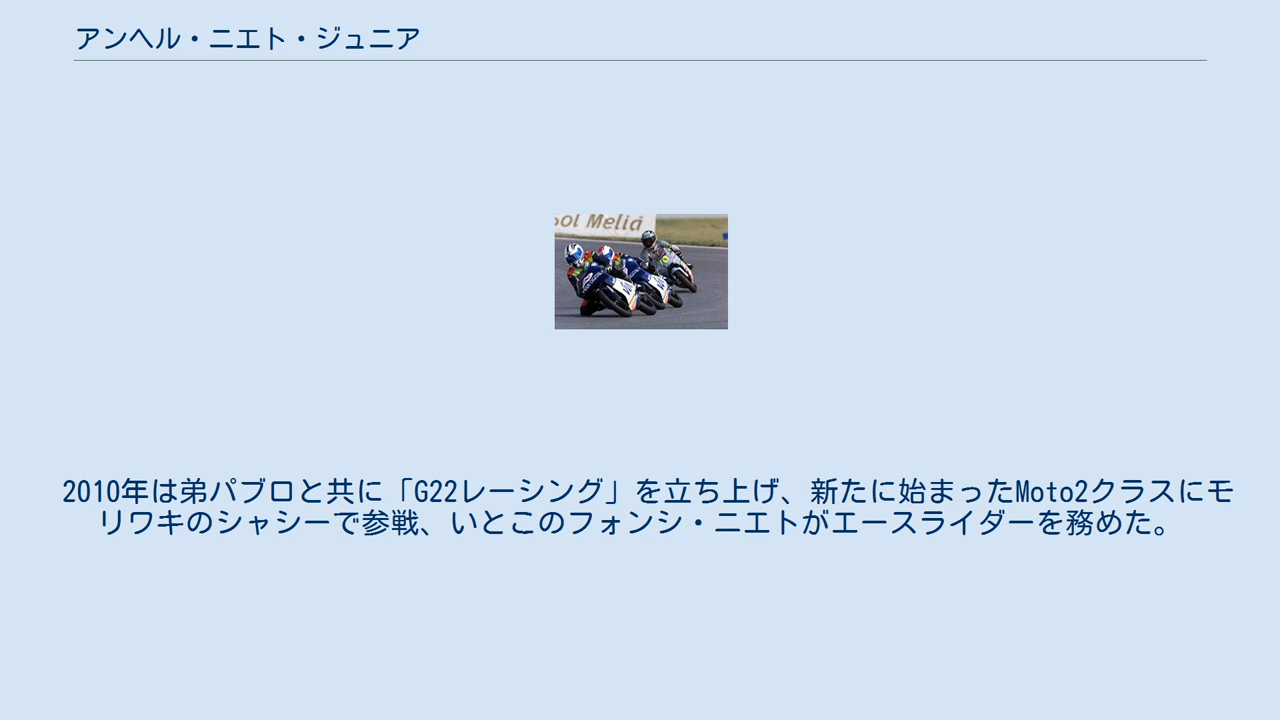 アンヘル・ニエト・ジュニア
Sol Meliá
2010年は弟パブロと共に「G22レーシング」を立ち上げ、新たに始まったMoto2クラスにモ
リワキのシャシーで参戦、いとこのフォンシ・ニエトがエースライダーを務めた。